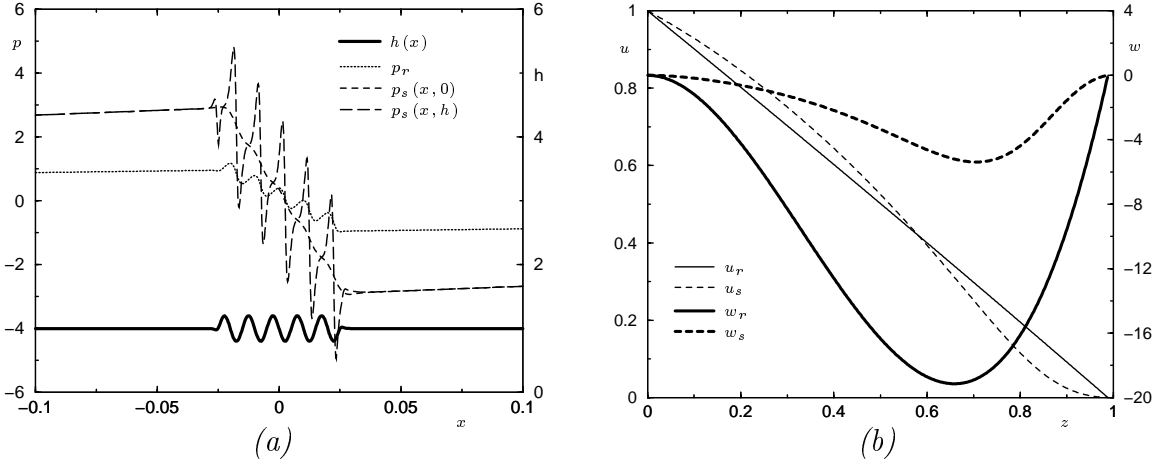 6 6
p h
h(x)
4
p_r
p_s(x,0)
p_s(x,h)
2 4
0
−2 2
−4
−6 0
−0.1 −0.05 0 0.05 0.1
x
(a)
1 4
u w
0.8 0
−4
0.6
−8
0.4
u_r
−12
u_s
w_r
0.2 −16
w_s
0 −20
0 0.2 0.4 0.6 0.8 1
z
(b)